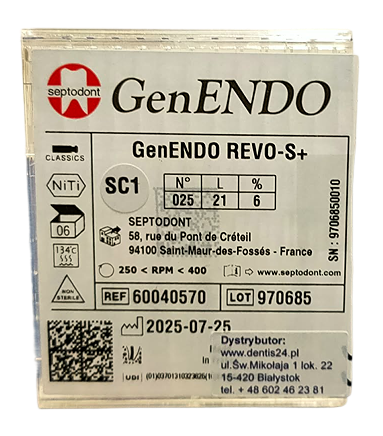 septodont
GenENDO
CLASSICS
GenENDO REVO-S+
NiTi
SC1
N° L %
025 21 6
06
SEPTODONT
58, rue du Pont de Créteil
94100 Saint-Maur-des-Fossés - France
134°C
250 < RPM < 400
www.septodont.com
NON
STERILE
REF 60040570
LOT 970685
SN : 9706850010
2025-07-25
UDI
Dystrybutor:
www.dentis24.pl
ul.Św.Mikołaja 1 lok. 22
15-420 Białystok
tel. + 48 602 46 23 81